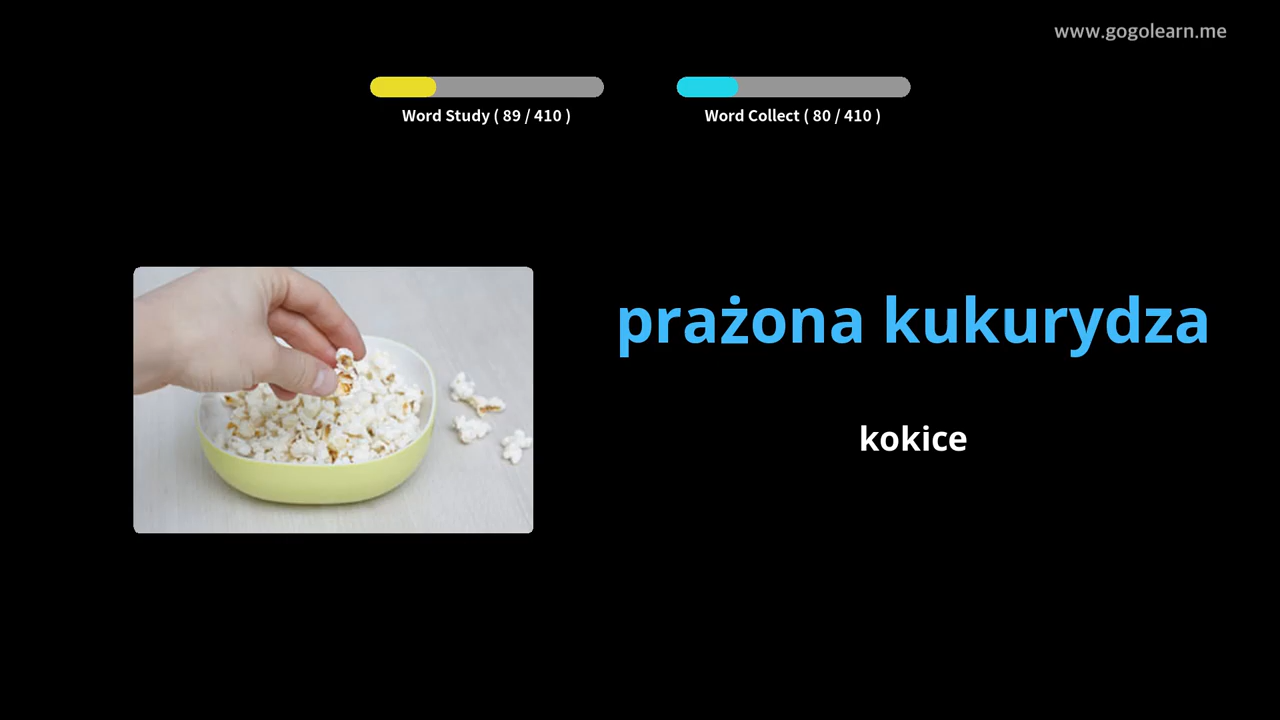 www.gogolearn.me
Word Study ( 89 / 410 )
Word Collect ( 80 / 410 )
prażona kukurydza
kokice